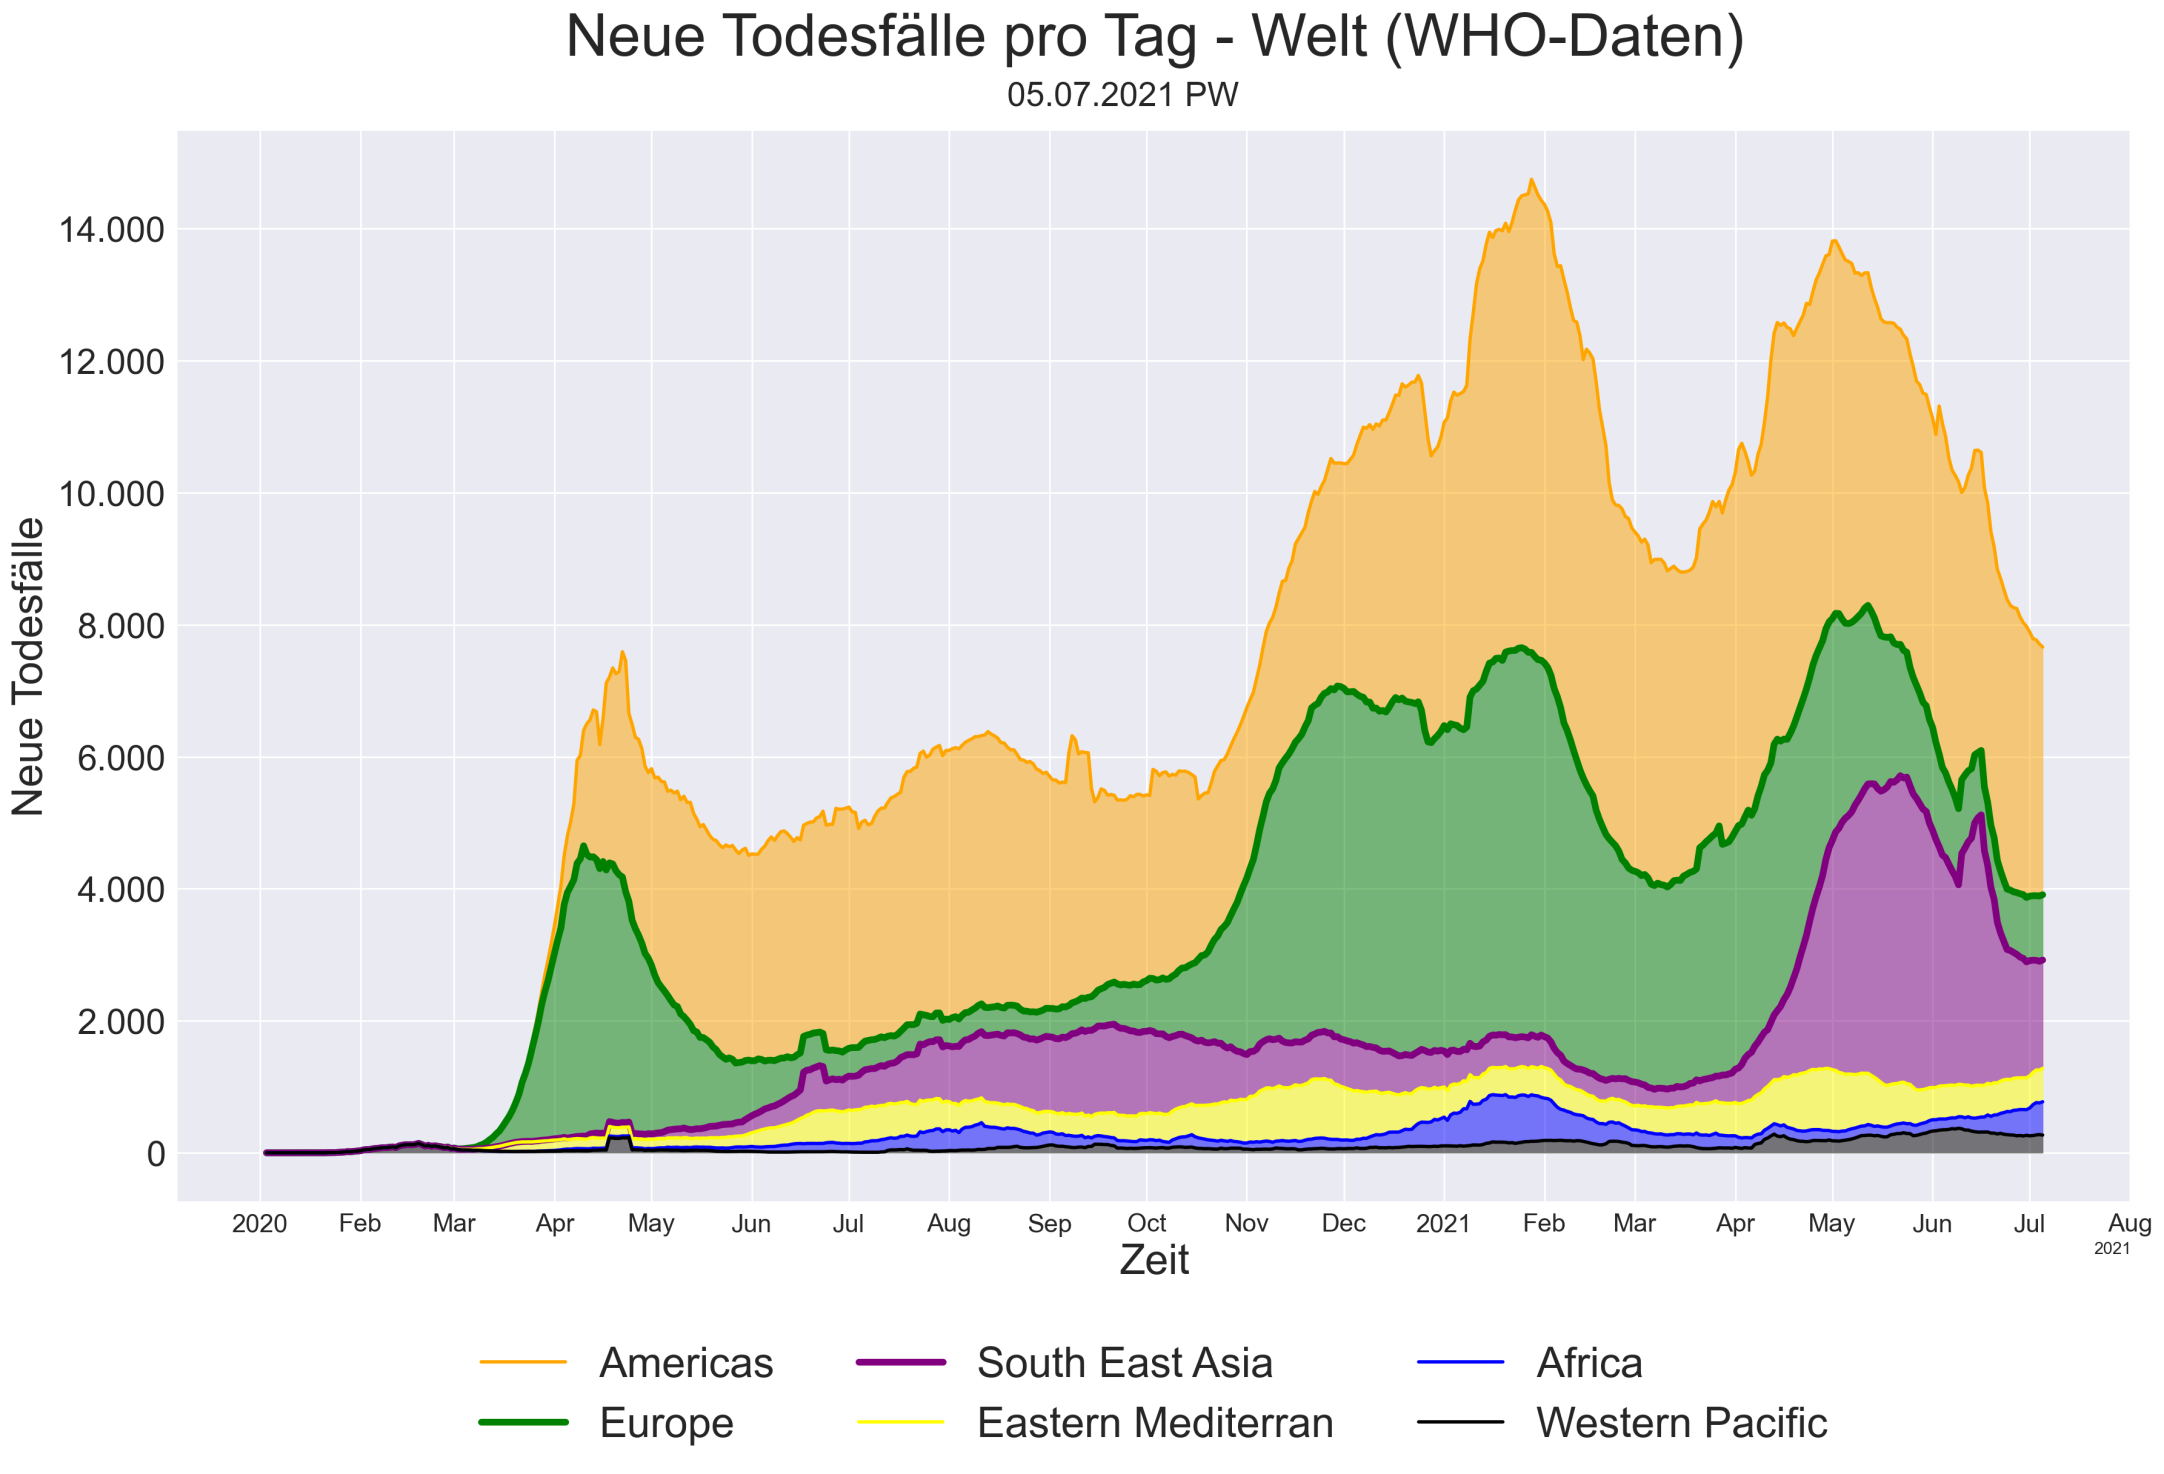 Neue Todesfälle pro Tag - Welt (WHO-Daten)
05.07.2021 PW
Neue Todesfälle
14.000
12.000
10.000
8.000
6.000
4.000
2.000
0
2020 Feb Mar Apr May Jun Jul Aug Sep Oct Nov Dec 2021 Feb Mar Apr May Jun Jul Aug
2021
Zeit
Americas South East Asia Africa
Europe Eastern Mediterran Western Pacific